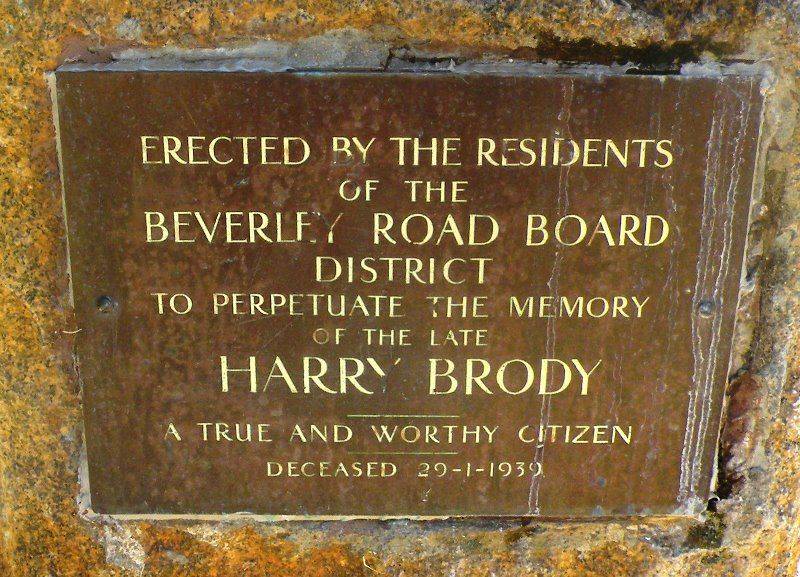 ERECTED BY THE RESIDENTS
OF THE
BEVERLEY ROAD BOARD
DISTRICT
TO PERPETUATE THE MEMORY
OF THE LATE
HARRY BRODY
A TRUE AND WORTHY CITIZEN
DECEASED 29-1-1939